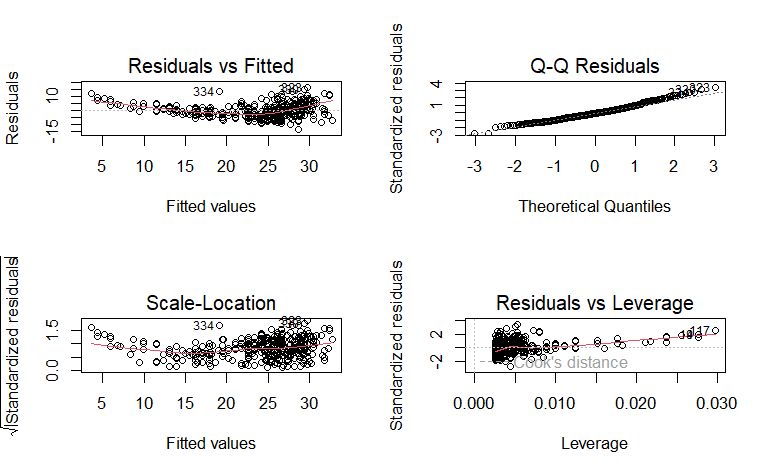 Residuals vs Fitted
Residuals
-15
10
334
5
10
15
20
25
30
Fitted values
Q-Q Residuals
Standardized residuals
-3
1
4
323
-3
-2
-1
0
1
2
3
Theoretical Quantiles
Scale-Location
√|Standardized residuals|
0.0
1.5
334
5
10
15
20
25
30
Fitted values
Residuals vs Leverage
Standardized residuals
-2
2
117
Cook's distance
0.000
0.010
0.020
0.030
Leverage